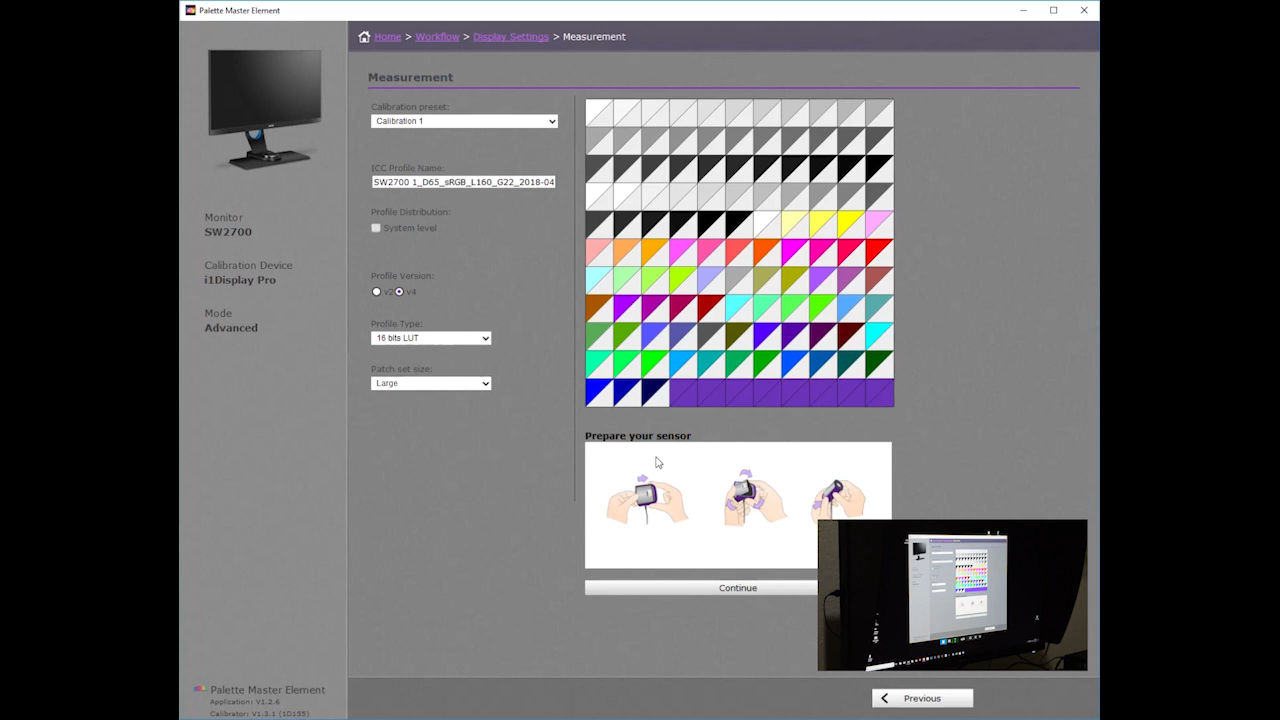 Palette Master Element
Home > Workflow > Display Settings > Measurement
Measurement
Monitor
SW2700
Calibration Device
i1Display Pro
Mode
Advanced
Calibration preset:
Calibration 1
ICC Profile Name:
SW2700 1_D65_sRGB_L160_G22_2018-04
Profile Distribution:
System level
Profile Version:
v2 v4
Profile Type:
16 bits LUT
Patch set size:
Large
Prepare your sensor
Continue
Previous
Palette Master Element
Application: V1.2.6
Calibrator: V1.3.1 (1D155)